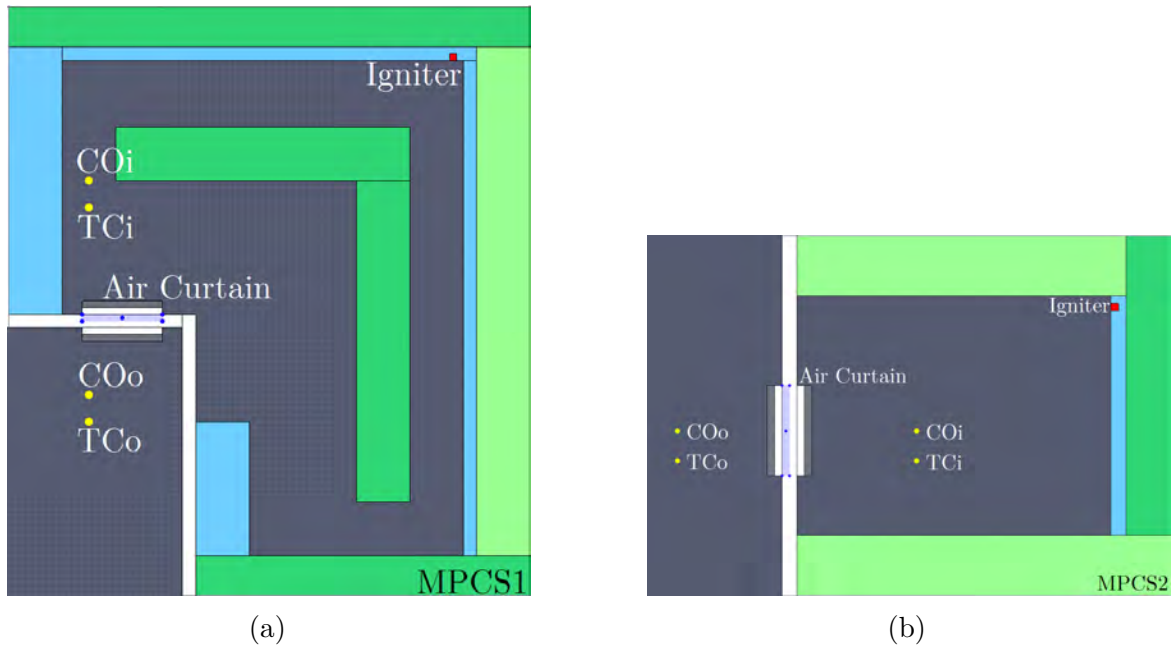 Igniter
COi
TCi
Air Curtain
COo
TCo
MPCS1
(a)
Igniter
Air Curtain
COo
COi
TCo
TCi
MPCS2
(b)